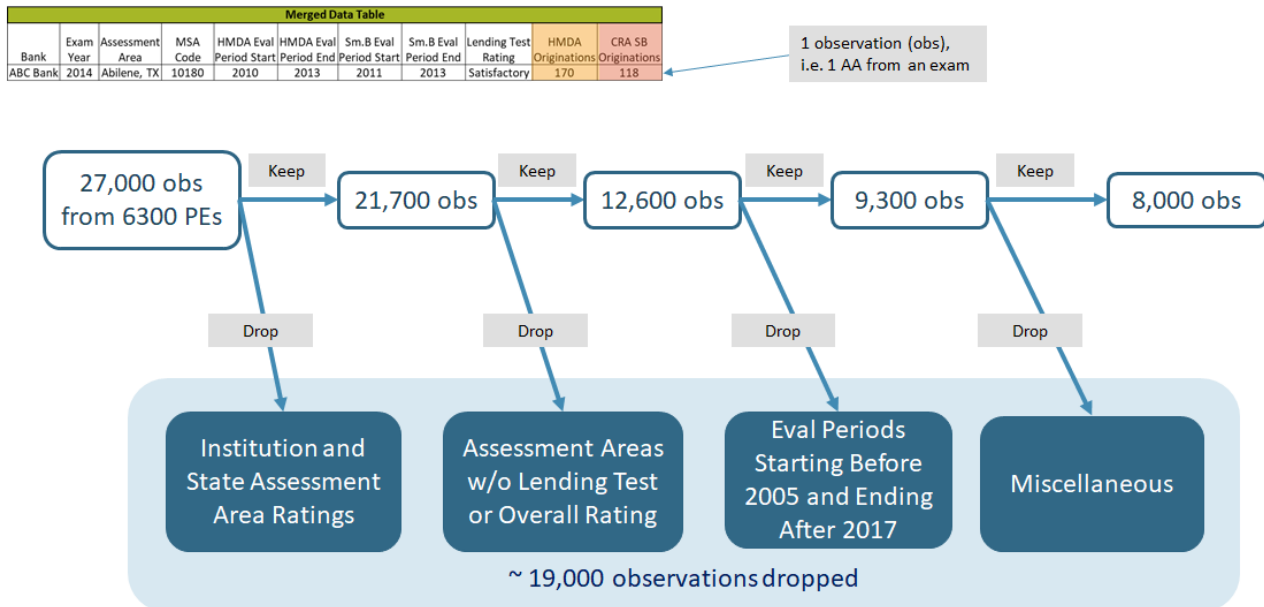 Merged Data Table
Bank Exam Year Assessment Area MSA Code HMDA Eval Period Start HMDA Eval Period End Sm.B Eval Period Start Sm.B Eval Period End Lending Test Rating HMDA Originations CRA SB Originations
ABC Bank 2014 Abilene, TX 10180 2010 2013 2011 2013 Satisfactory 170 118
1 observation (obs),
i.e. 1 AA from an exam
27,000 obs
from 6300 PEs
Keep
21,700 obs
Keep
12,600 obs
Keep
9,300 obs
Keep
8,000 obs
Drop
Drop
Drop
Drop
Institution and
State Assessment
Area Ratings
Assessment Areas
w/o Lending Test
or Overall Rating
Eval Periods
Starting Before
2005 and Ending
After 2017
Miscellaneous
~ 19,000 observations dropped